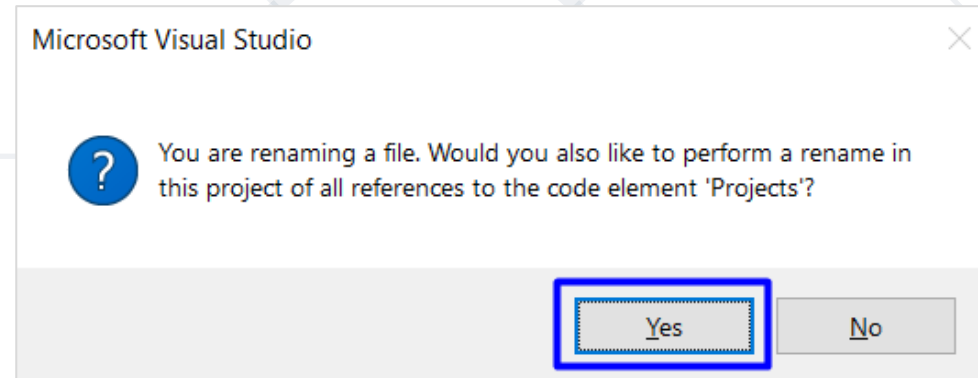 Microsoft Visual Studio
?
You are renaming a file. Would you also like to perform a rename in
this project of all references to the code element 'Projects'?
Yes No